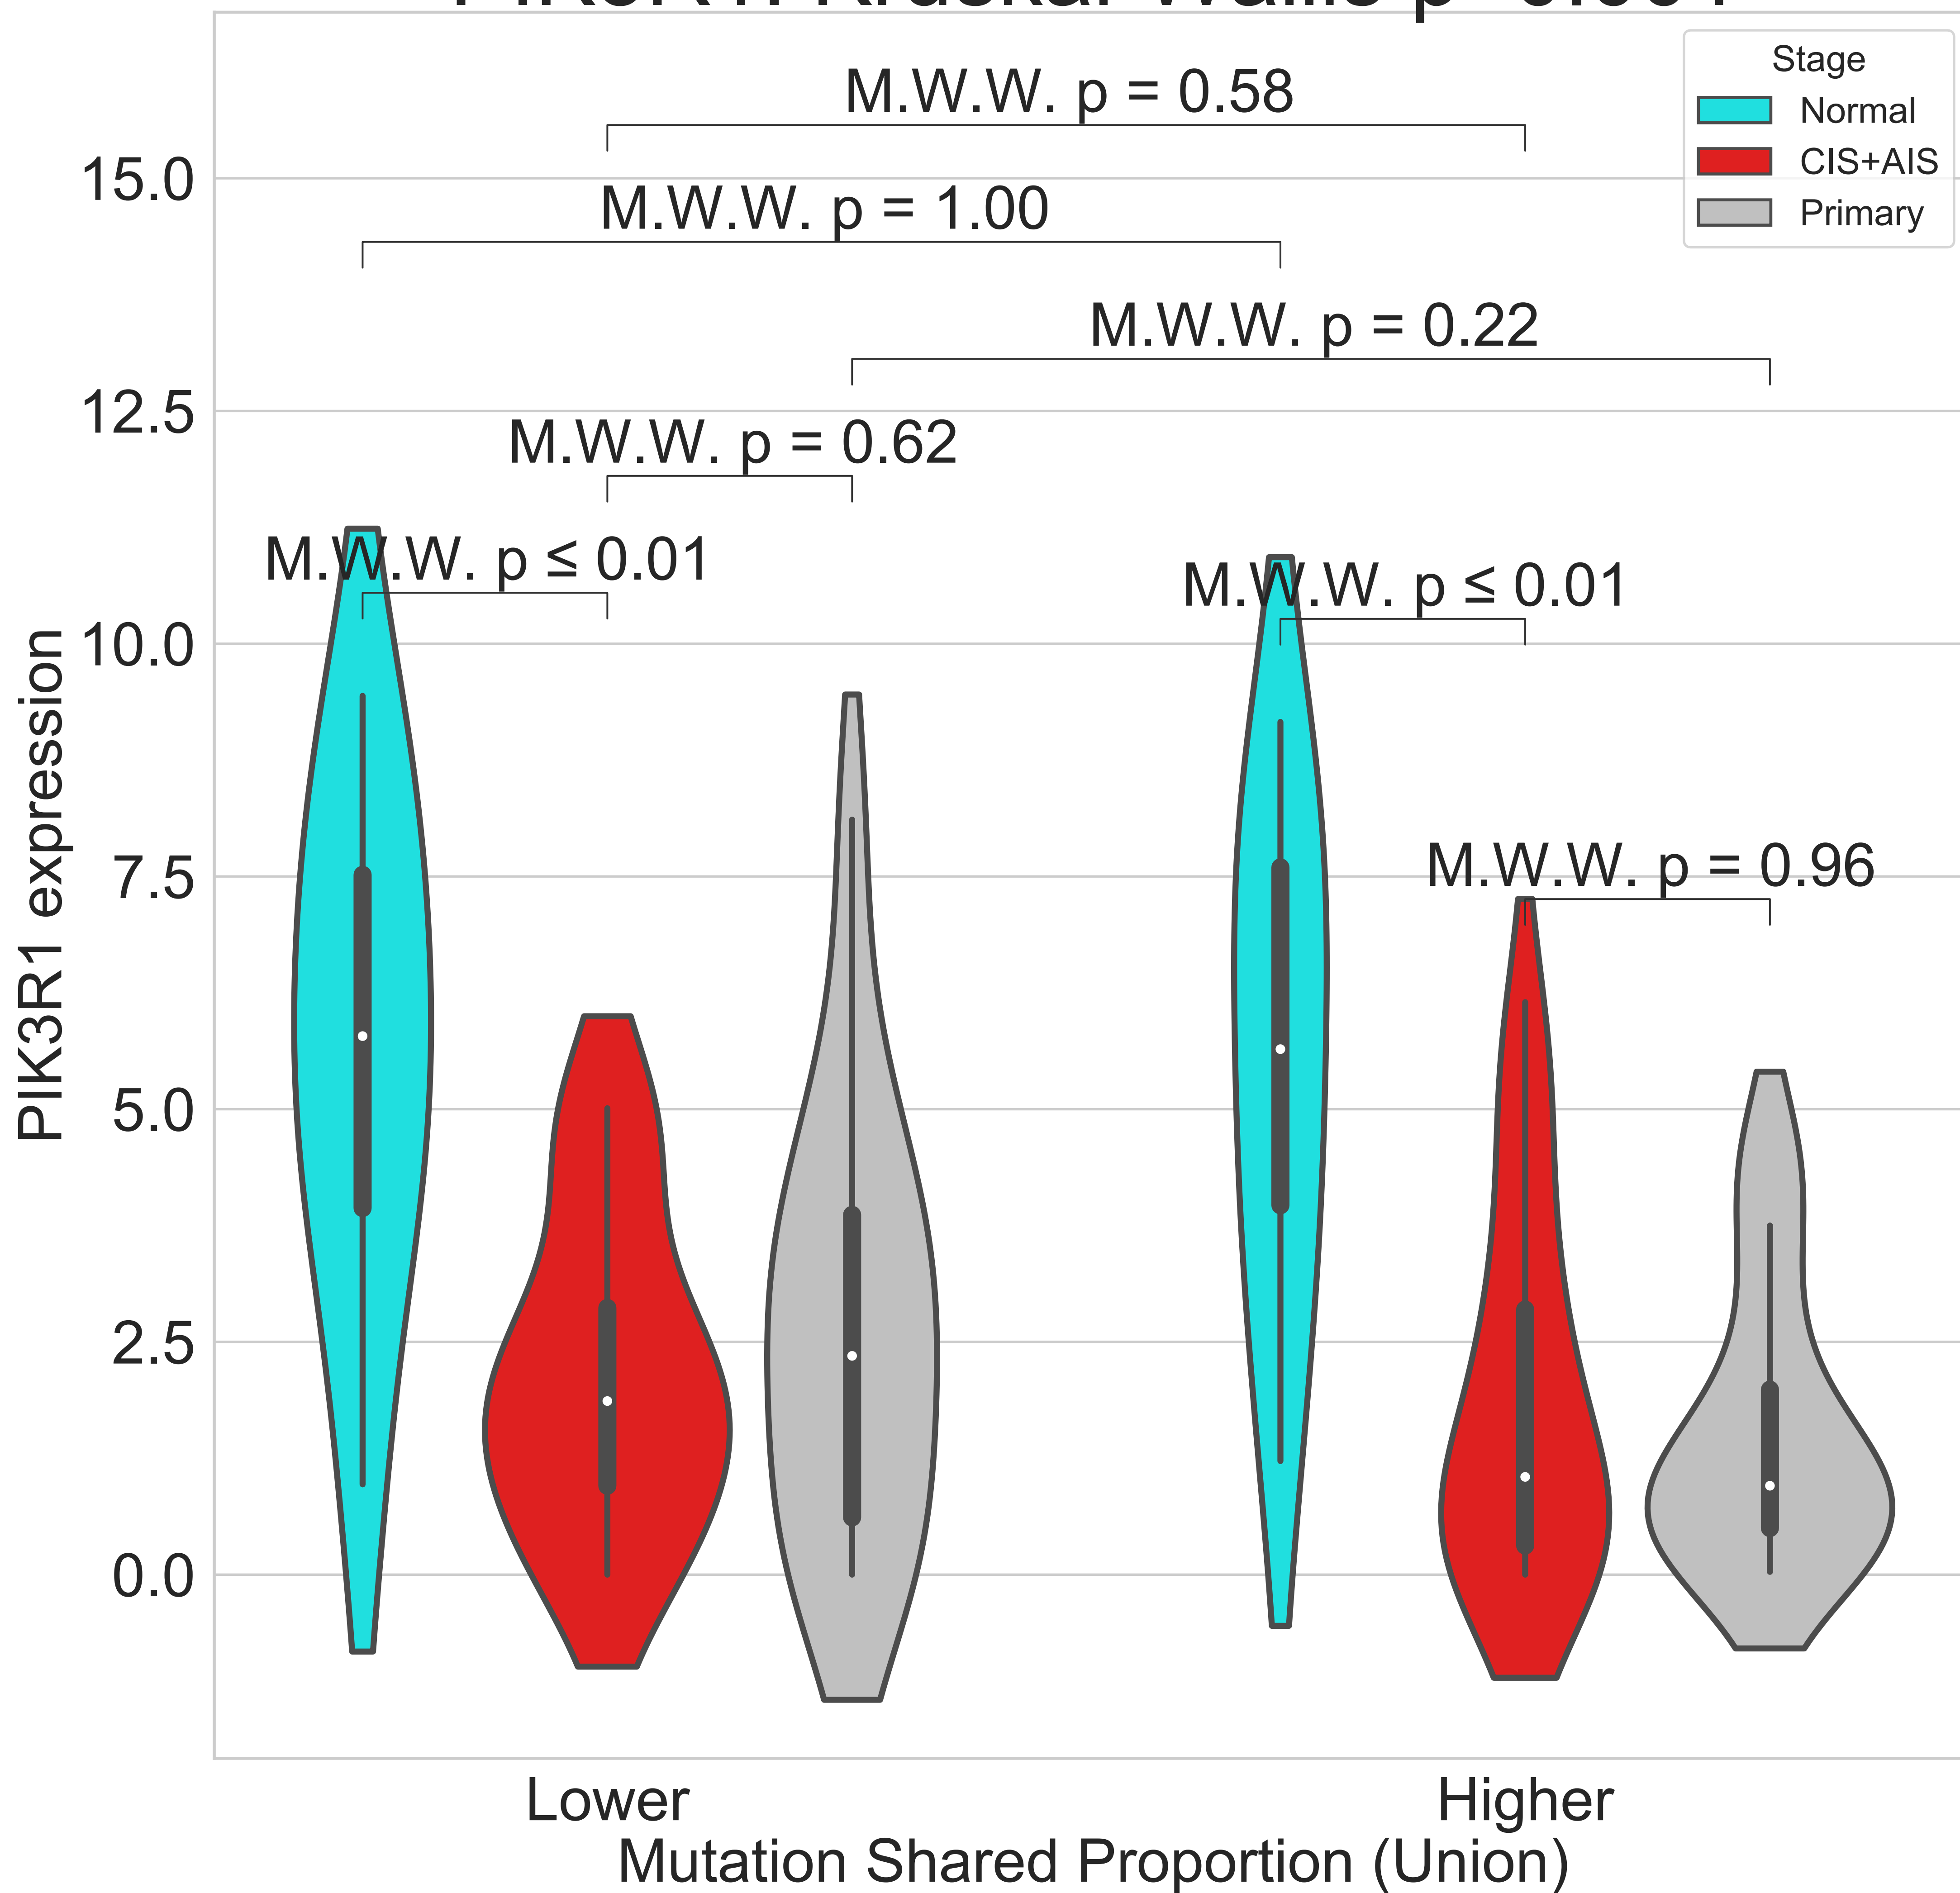 Stage
Normal
CIS+AIS
Primary
M.W.W. p = 0.58
M.W.W. p = 1.00
M.W.W. p = 0.22
M.W.W. p = 0.62
M.W.W. p ≤ 0.01
M.W.W. p ≤ 0.01
M.W.W. p = 0.96
15.0
12.5
10.0
7.5
5.0
2.5
0.0
PIK3R1 expression
Lower
Higher
Mutation Shared Proportion (Union)